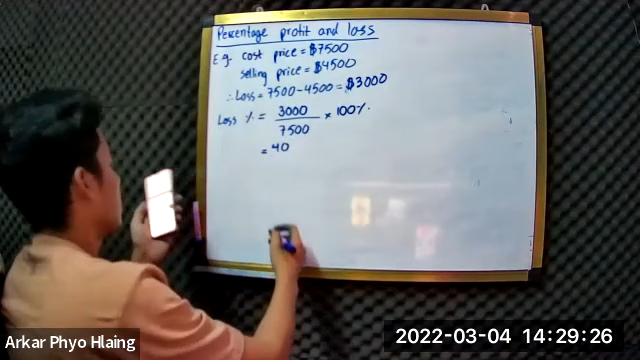 Percentage profit and loss
E.g. cost price = $7500
selling price = $4500
∴ Loss = 7500 - 4500 = $3000
Loss % = 3000 / 7500 × 100%
= 40
Arkar Phyo Hlaing
2022-03-04 14:29:26